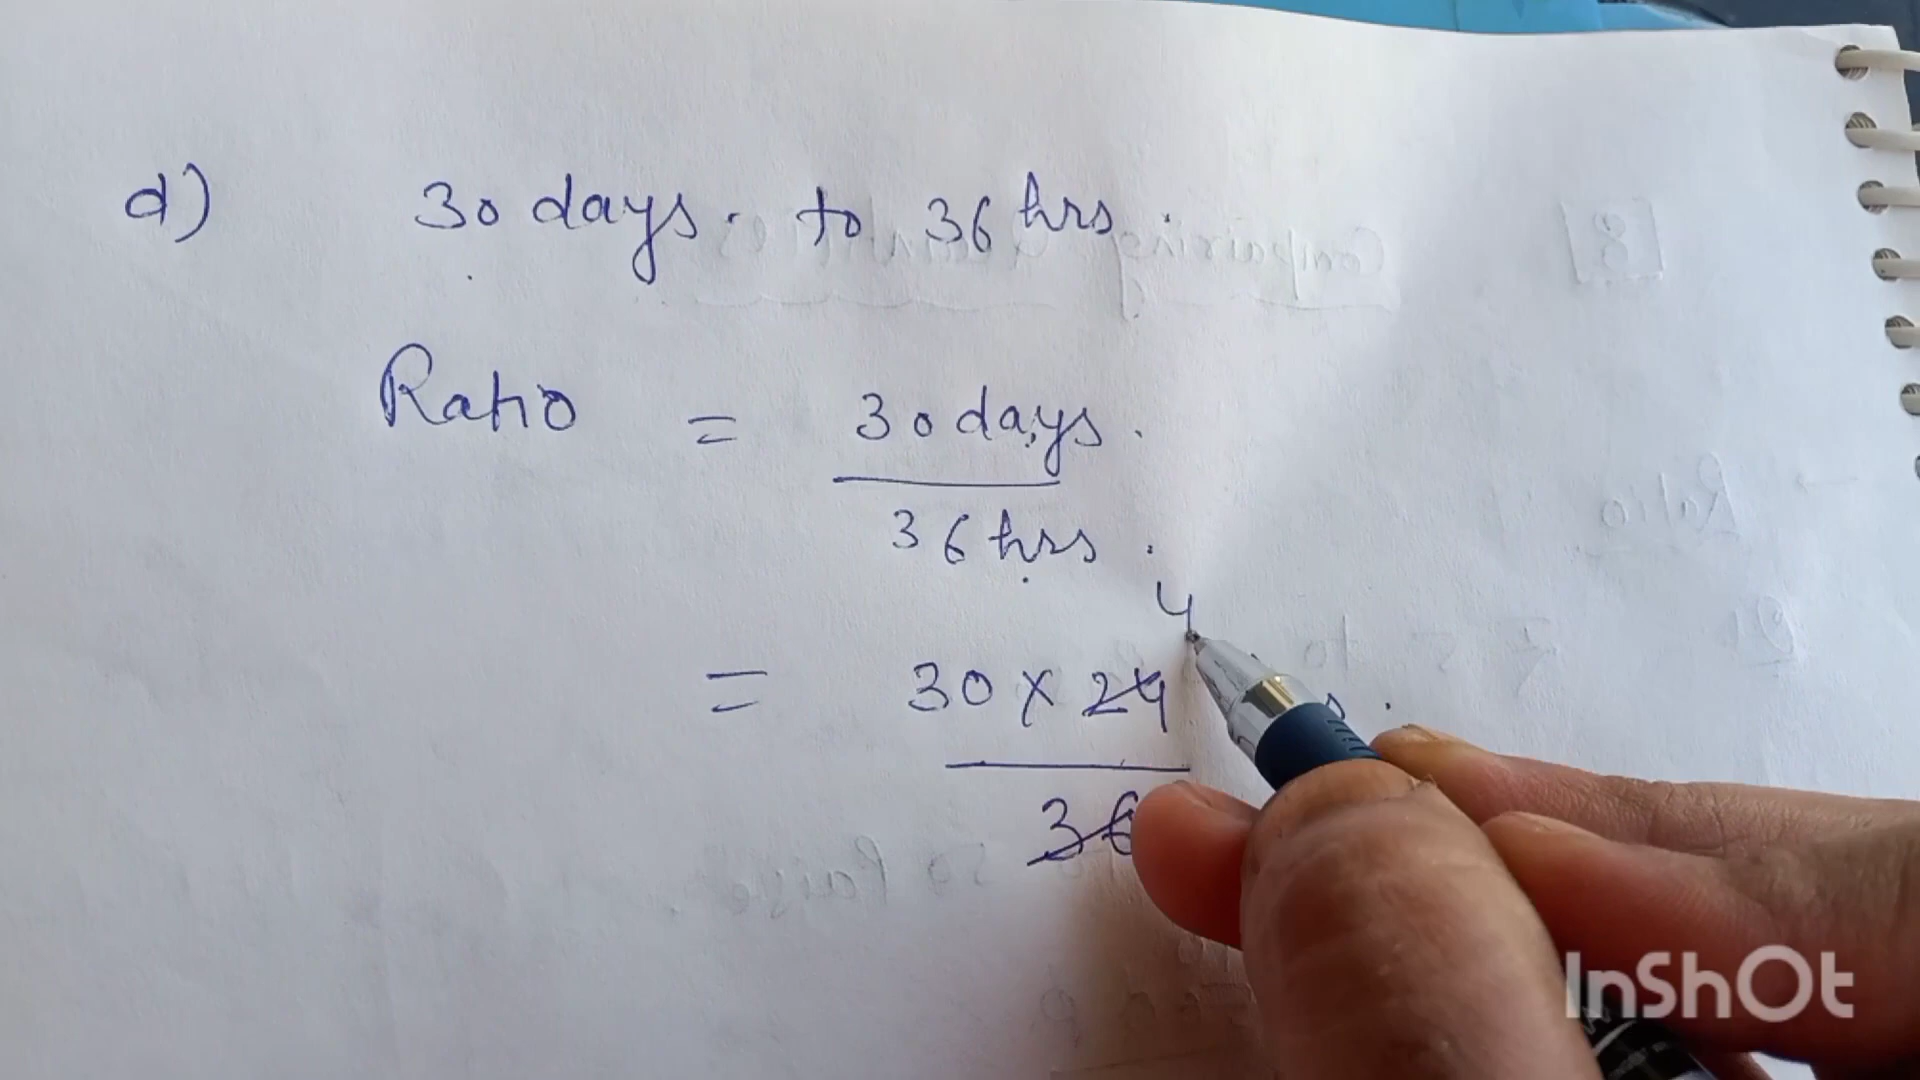 d) 30 days. to 36 hrs.
Ratio = 30 days.
36 hrs.
4
= 30 × 24
36
InShOt